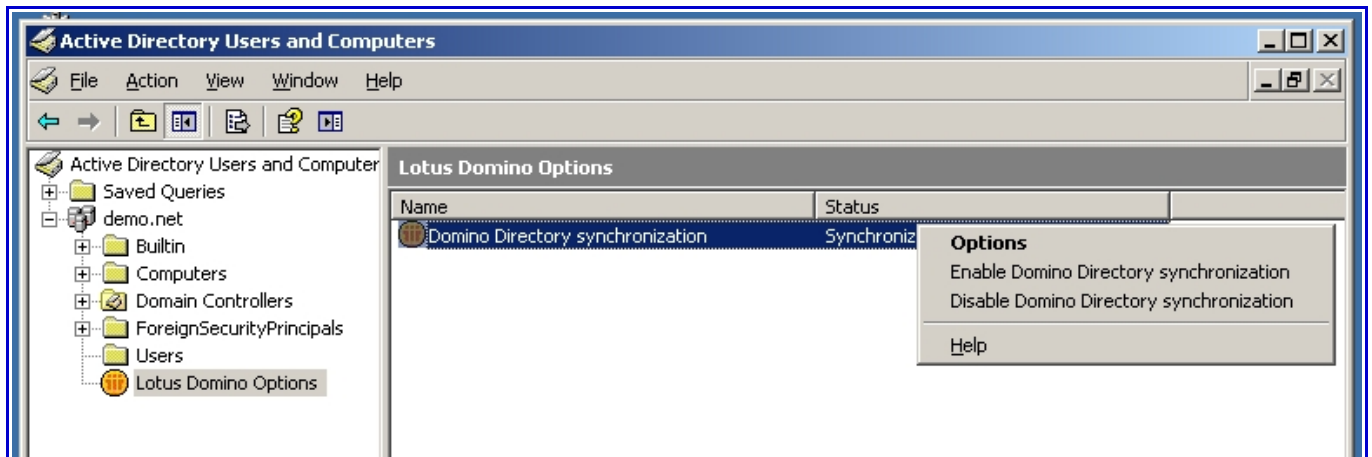 Active Directory Users and Computers
File Action View Window Help
Active Directory Users and Computer
Saved Queries
demo.net
Builtin
Computers
Domain Controllers
ForeignSecurityPrincipals
Users
Lotus Domino Options
Lotus Domino Options
Name Status
Domino Directory synchronization Synchroniz
Options
Enable Domino Directory synchronization
Disable Domino Directory synchronization
Help